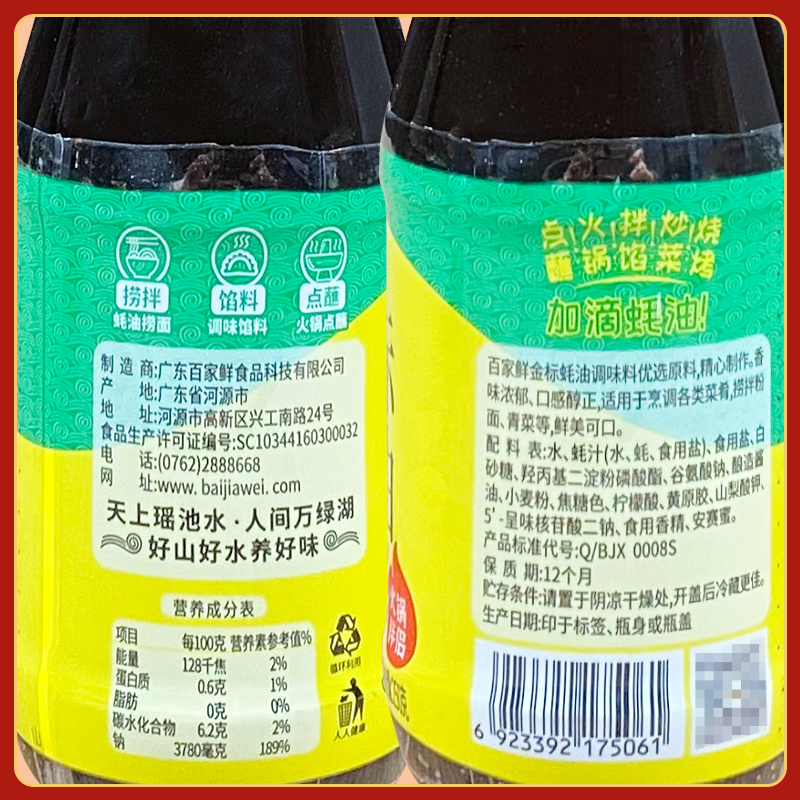 捞拌
蚝油捞面
馅料
调味馅料
点蘸
火锅点蘸
制造商:广东百家鲜食品科技有限公司
产地:广东省河源市
地址:河源市高新区兴工南路24号
食品生产许可证编号:SC10344160300032
电话:(0762)2888668
网址:www.baijiawei.com
天上瑶池水·人间万绿湖
好山好水养好味
营养成分表
项目 每100克 营养素参考值%
能量 128千焦 2%
蛋白质 0.6克 1%
脂肪 0克 0%
碳水化合物 6.2克 2%
钠 3780毫克 189%
循环利用
人人健康
点火拌炒烧
蘸锅馅菜烤
加滴蚝油!
百家鲜金标蚝油调味料优选原料,精心制作。香
味浓郁、口感醇正,适用于烹调各类菜肴,捞拌粉
面、青菜等,鲜美可口。
配料表:水、蚝汁(水、蚝、食用盐)、食用盐、白
砂糖、羟丙基二淀粉磷酸酯、谷氨酸钠、酿造酱
油、小麦粉、焦糖色、柠檬酸、黄原胶、山梨酸钾、
5'-呈味核苷酸二钠、食用香精、安赛蜜。
产品标准代号:Q/BJX 0008S
保质期:12个月
贮存条件:请置于阴凉干燥处,开盖后冷藏更佳。
生产日期:印于标签、瓶身或瓶盖
火锅
伴侣
6 923392 175061